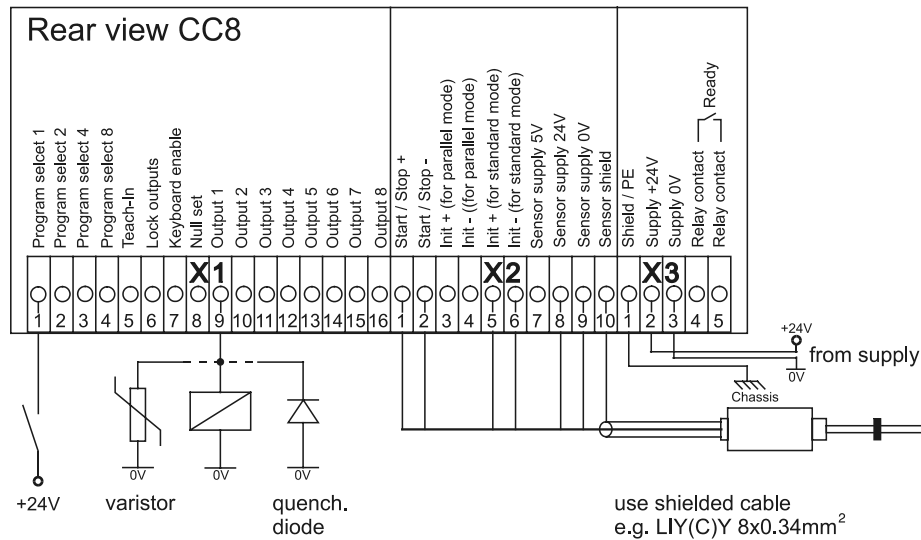 Rear view CC8
Program selcet 1
Program select 2
Program select 4
Program select 8
Teach-In
Lock outputs
Keyboard enable
Null set
Output 1
Output 2
Output 3
Output 4
Output 5
Output 6
Output 7
Output 8
Start / Stop +
Start / Stop -
Init + (for parallel mode)
Init - ((for parallel mode)
Init + (for standard mode)
Init - (for standard mode)
Sensor supply 5V
Sensor supply 24V
Sensor supply 0V
Sensor shield
Shield / PE
Supply +24V
Supply 0V
Relay contact
Relay contact
Ready
X1
X2
X3
1 2 3 4 5 6 7 8 9 10 11 12 13 14 15 16 1 2 3 4 5 6 7 8 9 10 1 2 3 4 5
+24V
from supply
0V
Chassis
0V
0V
0V
+24V
varistor
quench.
diode
use shielded cable
e.g. LIY(C)Y 8x0.34mm²